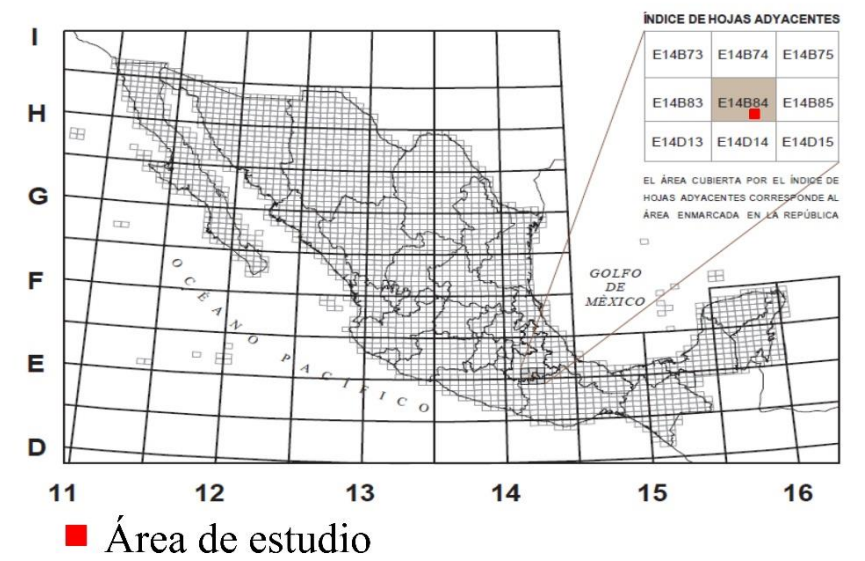 ÍNDICE DE HOJAS ADYACENTES
E14B73 E14B74 E14B75
E14B83 E14B84 E14B85
E14D13 E14D14 E14D15
EL ÁREA CUBIERTA POR EL ÍNDICE DE
HOJAS ADYACENTES CORRESPONDE AL
ÁREA ENMARCADA EN LA REPÚBLICA
I
H
G
F
E
D
GOLFO
DE
MÉXICO
OCÉANO PACÍFICO
11 12 13 14 15 16
Área de estudio